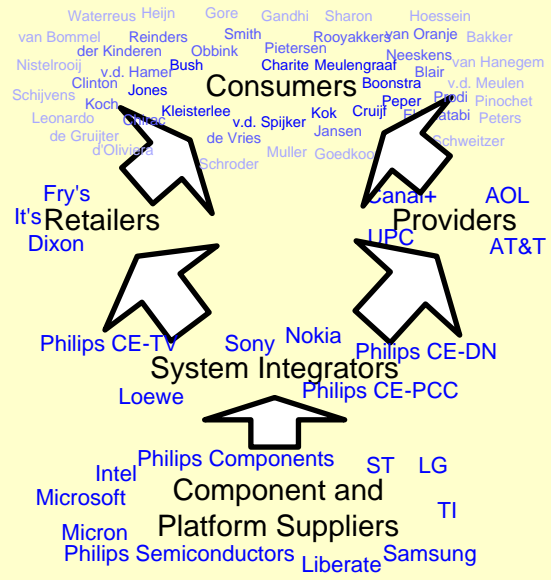 Waterreus Heijn Gore Gandhi Sharon Hoessein
van Bommel Reinders Smith Rooyakkers van Oranje Bakker
der Kinderen Obbink Pietersen Neeskens van Hanegem
Nistelrooij v.d. Hamer Bush Charite Meulengraaf Blair
Clinton Jones Consumers Boonstra v.d. Meulen
Schijvens Koch Peper Prodi Pinochet
Leonardo Chirac Kleisterlee v.d. Spijker Kok Cruijf Peters
de Gruijter de Vries Jansen Schweitzer
d'Oliviera Schroder Muller Goedkoo
Fry's Canal+ AOL
It's Retailers Providers
Dixon UPC AT&T
Philips CE-TV Sony Nokia Philips CE-DN
System Integrators
Loewe Philips CE-PCC
Philips Components ST LG
Intel
Microsoft Component and
Micron Platform Suppliers TI
Philips Semiconductors Liberate Samsung